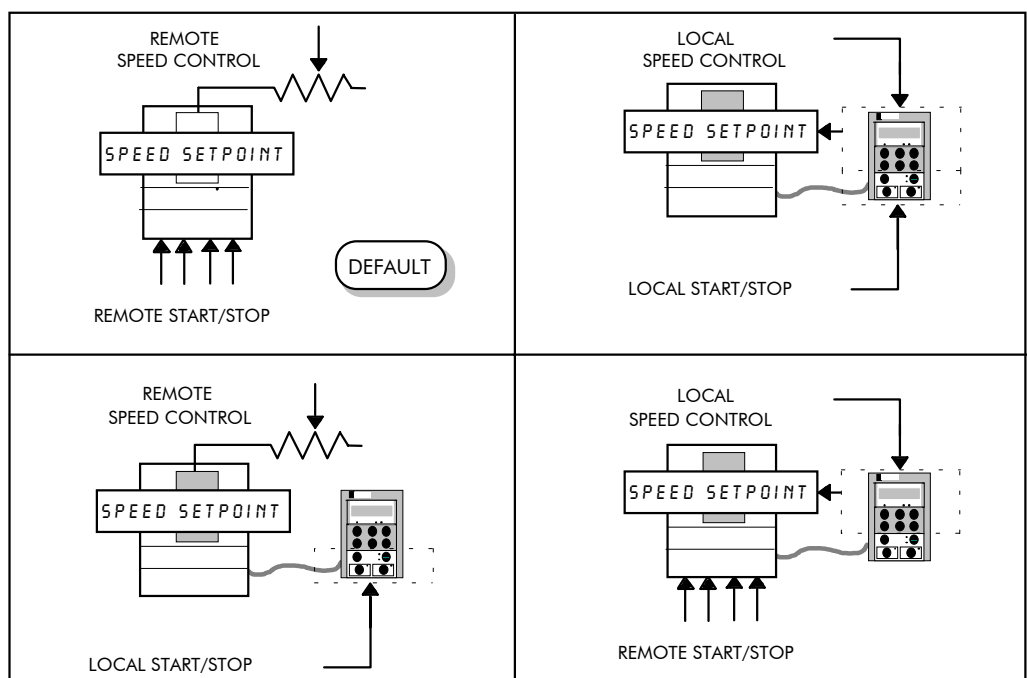 REMOTE
SPEED CONTROL
SPEED SETPOINT
DEFAULT
REMOTE START/STOP
LOCAL
SPEED CONTROL
SPEED SETPOINT
LOCAL START/STOP
REMOTE
SPEED CONTROL
SPEED SETPOINT
LOCAL START/STOP
LOCAL
SPEED CONTROL
SPEED SETPOINT
REMOTE START/STOP